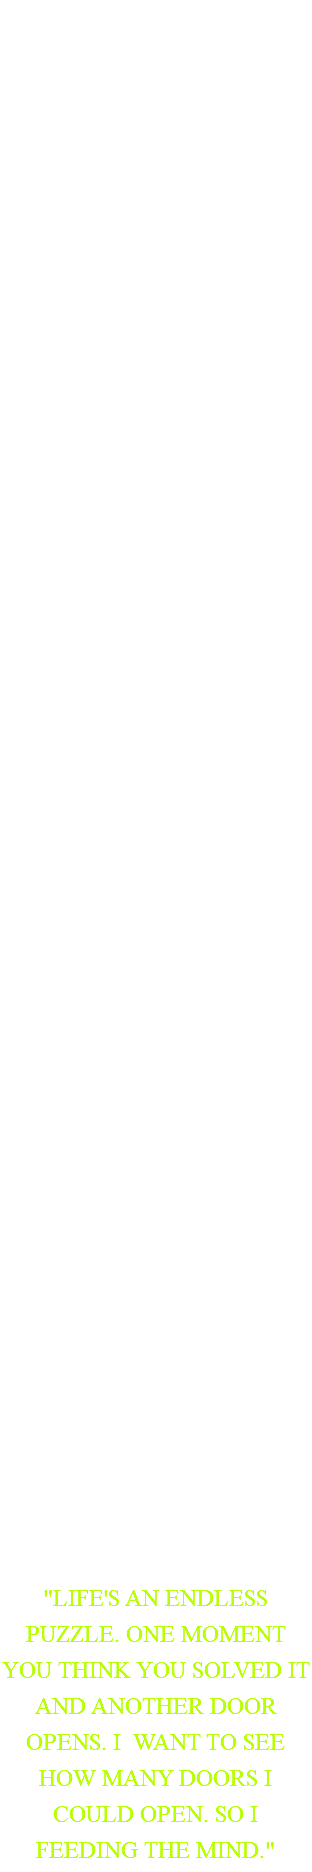 "LIFE'S AN ENDLESS
PUZZLE. ONE MOMENT
YOU THINK YOU SOLVED IT
AND ANOTHER DOOR
OPENS. I  WANT TO SEE
HOW MANY DOORS I
COULD OPEN. SO I
FEEDING THE MIND."